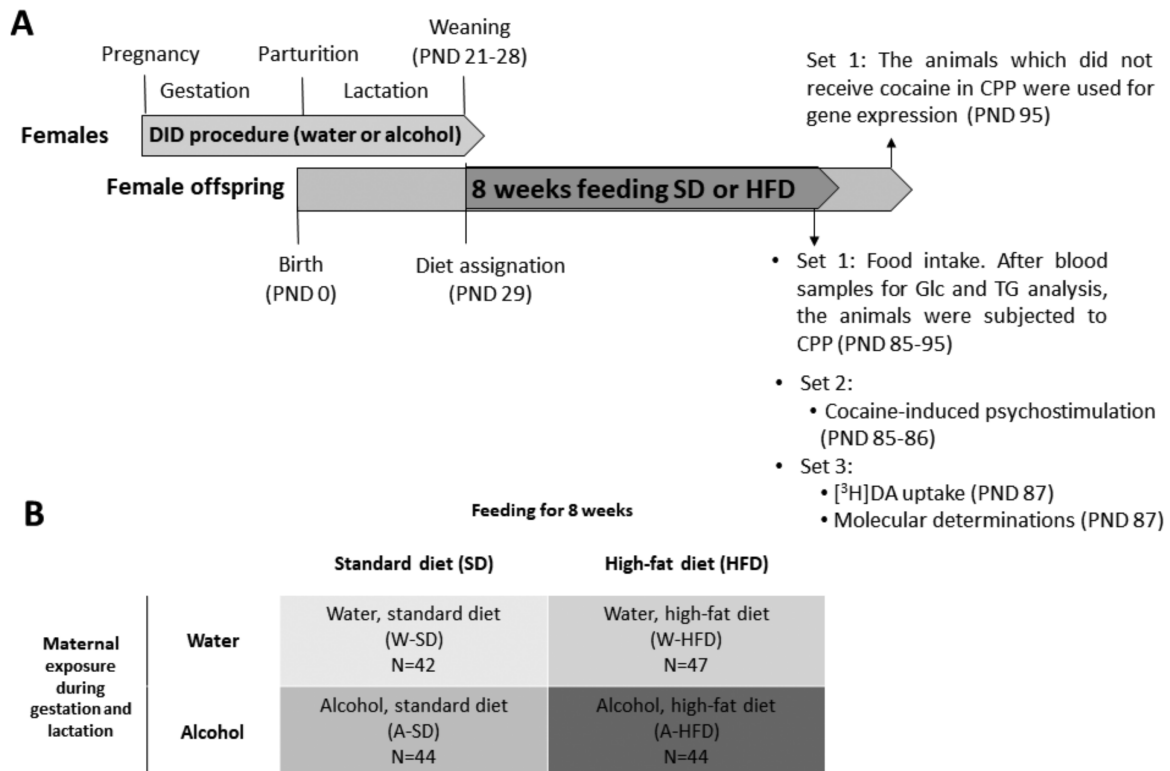 A
Pregnancy
Parturition
Weaning
(PND 21-28)
Gestation
Lactation
Females
DID procedure (water or alcohol)
Set 1: The animals which did not
receive cocaine in CPP were used for
gene expression (PND 95)
Female offspring
8 weeks feeding SD or HFD
Birth
(PND 0)
Diet assignation
(PND 29)
• Set 1: Food intake. After blood
samples for Glc and TG analysis,
the animals were subjected to
CPP (PND 85-95)
• Set 2:
• Cocaine-induced psychostimulation
(PND 85-86)
• Set 3:
• [³H]DA uptake (PND 87)
• Molecular determinations (PND 87)
B
Feeding for 8 weeks
Standard diet (SD)
High-fat diet (HFD)
Maternal
exposure
during
gestation and
lactation
Water
Water, standard diet
(W-SD)
N=42
Water, high-fat diet
(W-HFD)
N=47
Alcohol
Alcohol, standard diet
(A-SD)
N=44
Alcohol, high-fat diet
(A-HFD)
N=44